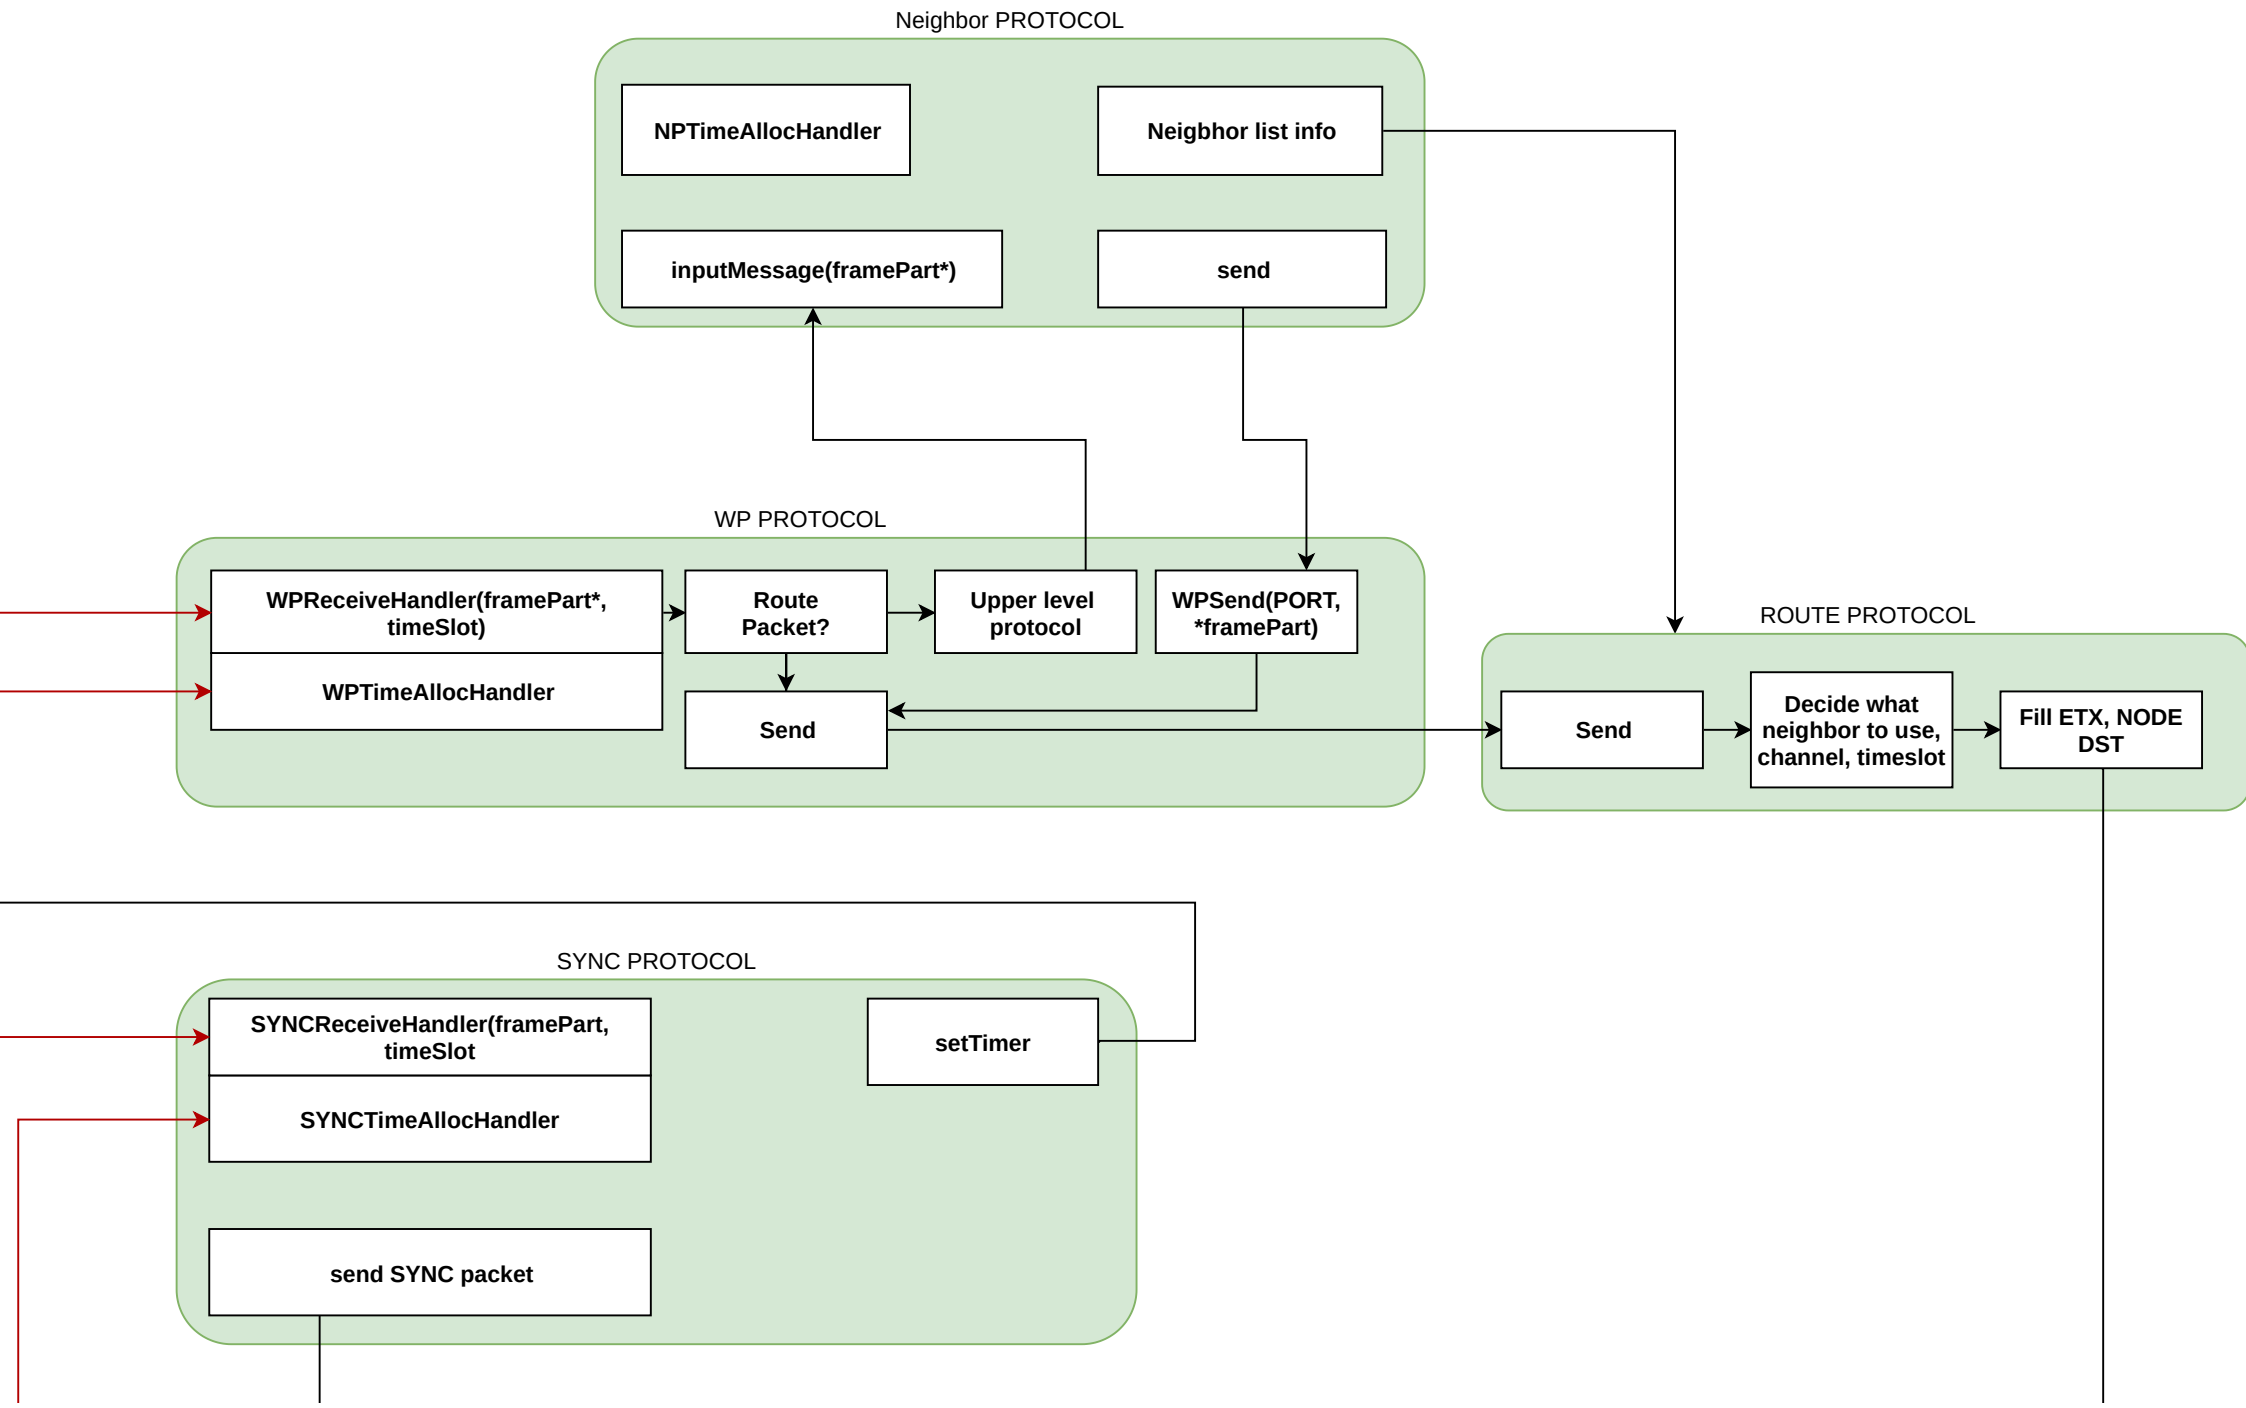 Neighbor PROTOCOL
NPTimeAllocHandler
Neigbhor list info
inputMessage(framePart*)
send
WP PROTOCOL
WPReceiveHandler(framePart*,
timeSlot)
WPTimeAllocHandler
Route
Packet?
Upper level
protocol
WPSend(PORT,
*framePart)
Send
ROUTE PROTOCOL
Send
Decide what
neighbor to use,
channel, timeslot
Fill ETX, NODE
DST
SYNC PROTOCOL
SYNCReceiveHandler(framePart,
timeSlot
SYNCTimeAllocHandler
setTimer
send SYNC packet